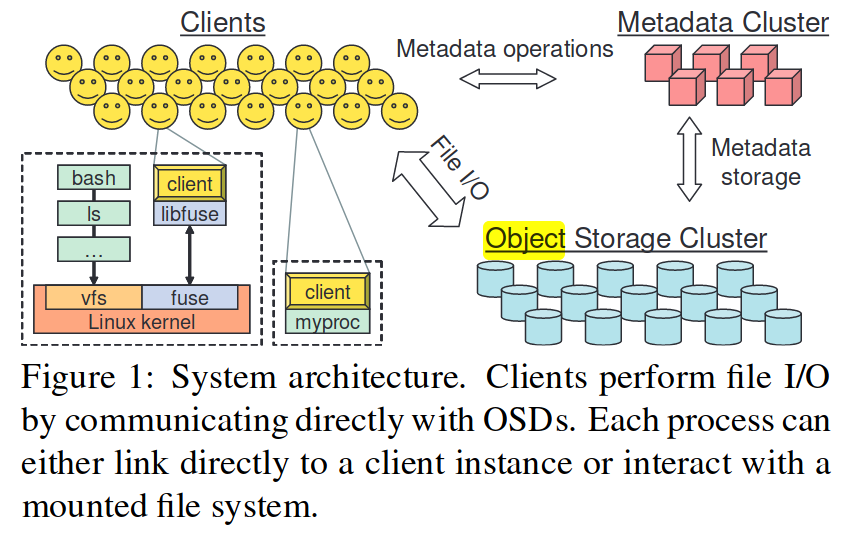 Clients
Metadata Cluster
Metadata operations
File I/O
Metadata
storage
Object Storage Cluster
bash
ls
...
client
libfuse
vfs
fuse
Linux kernel
client
myproc
Figure 1: System architecture. Clients perform file I/O
by communicating directly with OSDs. Each process can
either link directly to a client instance or interact with a
mounted file system.